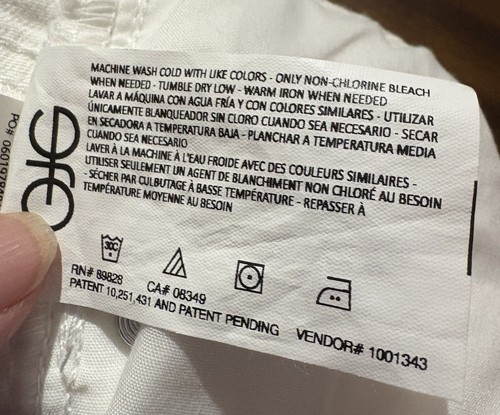 MACHINE WASH COLD WITH LIKE COLORS - ONLY NON-CHLORINE BLEACH
WHEN NEEDED - TUMBLE DRY LOW - WARM IRON WHEN NEEDED
LAVAR A MÁQUINA CON AGUA FRÍA Y CON COLORES SIMILARES - UTILIZAR
ÚNICAMENTE BLANQUEADOR SIN CLORO CUANDO SEA NECESARIO - SECAR
EN SECADORA A TEMPERATURA BAJA - PLANCHAR A TEMPERATURA MEDIA
CUANDO SEA NECESARIO
LAVER À LA MACHINE À L'EAU FROIDE AVEC DES COULEURS SIMILAIRES -
UTILISER SEULEMENT UN AGENT DE BLANCHIMENT NON CHLORÉ AU BESOIN
- SÉCHER PAR CULBUTAGE À BASSE TEMPÉRATURE - REPASSER À
TEMPÉRATURE MOYENNE AU BESOIN
30C
RN# 89828 CA# 08349
PATENT 10,251,431 AND PATENT PENDING VENDOR# 1001343